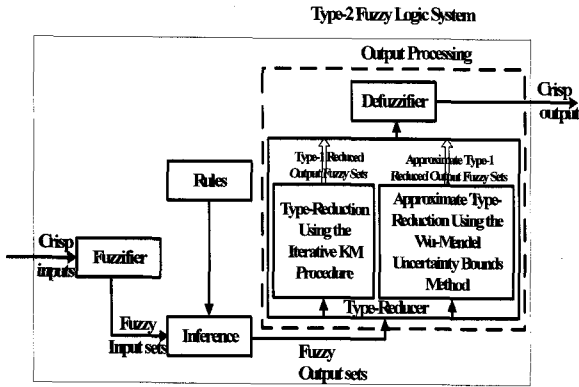 Type-2 Fuzzy Logic System
Output Processing
Crisp
output
Defuzzifier
Type-1 Reduced
Output Fuzzy Sets
Approximate Type-1
Reduced Output Fuzzy Sets
Rules
Type-Reduction
Using the
Iterative KM
Procedure
Approximate Type-
Reduction Using the
Wu-Mendel
Uncertainty Bounds
Method
Crisp
inputs
Fuzzifier
Type-Reducer
Fuzzy
Input sets
Inference
Fuzzy
Output sets